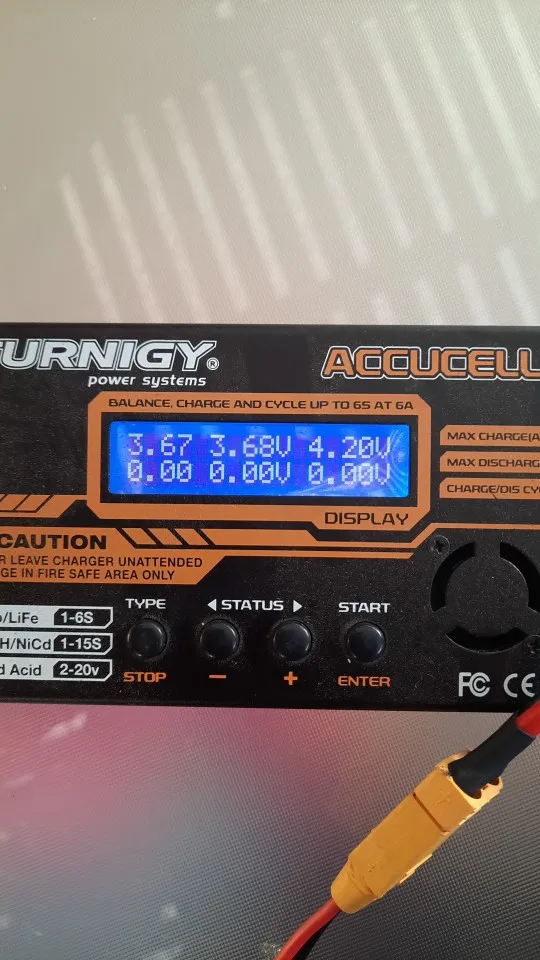 TURNIGY®
power systems
ACCUCELL
BALANCE, CHARGE AND CYCLE UP TO 6S AT 6A
3.67 3.68V 4.20V
0.00 0.00V 0.00V
MAX CHARGE(A
MAX DISCHARG
CHARGE/DIS CY
DISPLAY
CAUTION
R LEAVE CHARGER UNATTENDED
GE IN FIRE SAFE AREA ONLY
o/LiFe 1-6S
H/NiCd 1-15S
d Acid 2-20v
TYPE
◀ STATUS ▶
START
STOP
−
+
ENTER
FC CE
+